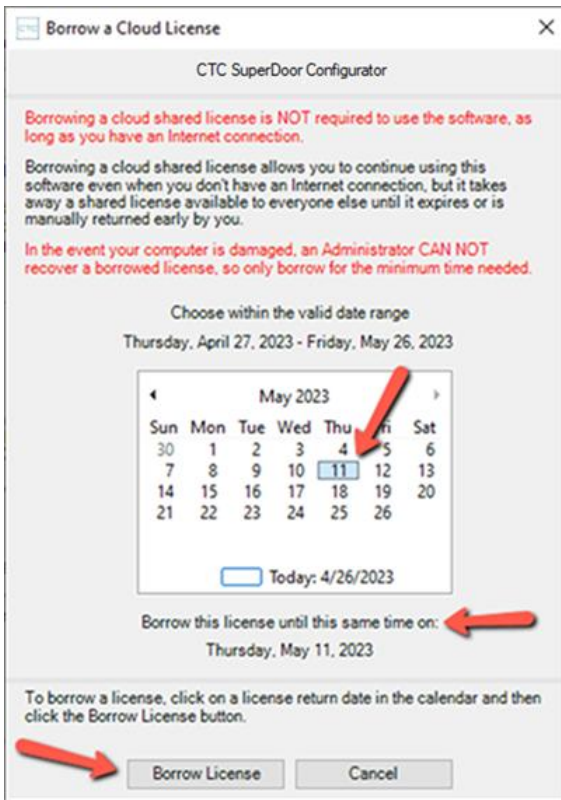 CTC Borrow a Cloud License
CTC SuperDoor Configurator
Borrowing a cloud shared license is NOT required to use the software, as
long as you have an Internet connection.
Borrowing a cloud shared license allows you to continue using this
software even when you don't have an Internet connection, but it takes
away a shared license available to everyone else until it expires or is
manually returned early by you.
In the event your computer is damaged, an Administrator CAN NOT
recover a borrowed license, so only borrow for the minimum time needed.
Choose within the valid date range
Thursday, April 27, 2023 - Friday, May 26, 2023
May 2023
Sun Mon Tue Wed Thu Fri Sat
30 1 2 3 4 5 6
7 8 9 10 11 12 13
14 15 16 17 18 19 20
21 22 23 24 25 26
Today: 4/26/2023
Borrow this license until this same time on:
Thursday, May 11, 2023
To borrow a license, click on a license return date in the calendar and then
click the Borrow License button.
Borrow License Cancel